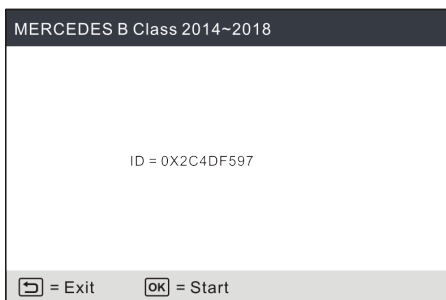 MERCEDES B Class 2014~2018
ID = 0X2C4DF597
= Exit OK = Start